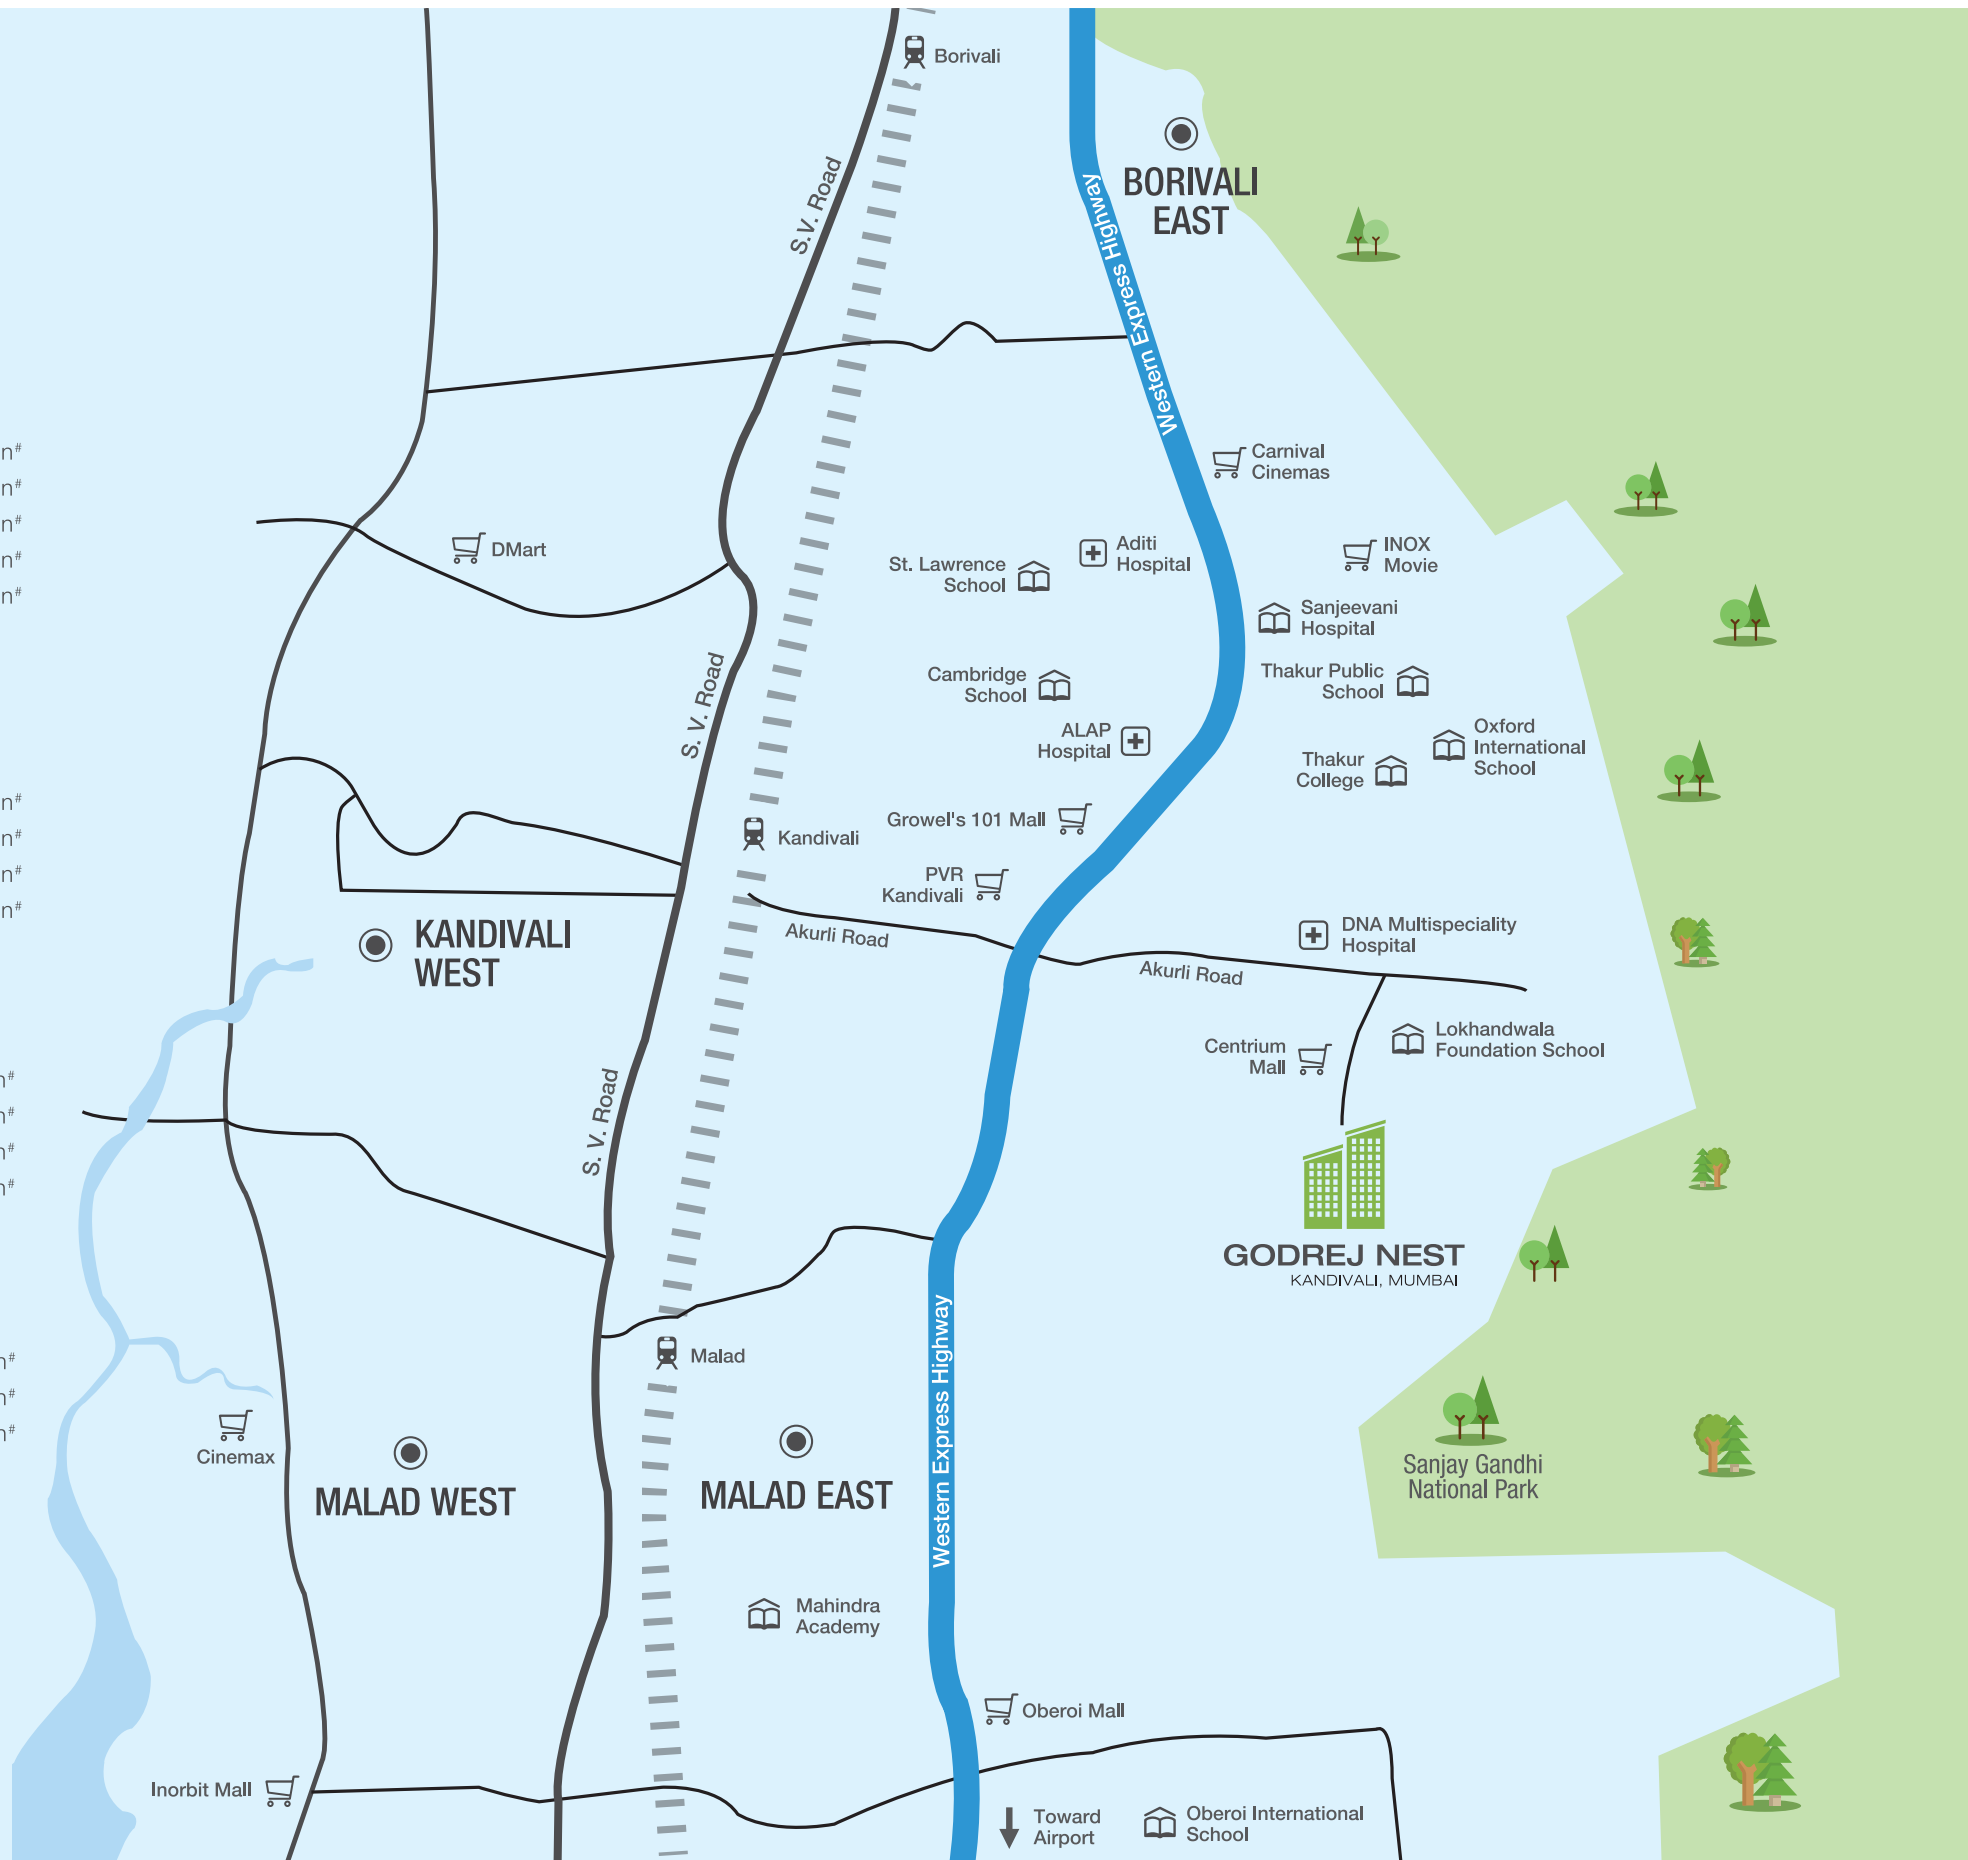 Borivali
BORIVALI
EAST
S.V. Road
Western Express Highway
n#
n#
n#
n#
n#
Carnival
Cinemas
DMart
St. Lawrence
School
Aditi
Hospital
INOX
Movie
Sanjeevani
Hospital
S. V. Road
Cambridge
School
Thakur Public
School
ALAP
Hospital
Oxford
International
School
Thakur
College
n#
n#
n#
n#
Growel's 101 Mall
Kandivali
PVR
Kandivali
KANDIVALI
WEST
Akurli Road
DNA Multispeciality
Hospital
Akurli Road
Centrium
Mall
Lokhandwala
Foundation School
S. V. Road
n#
n#
n#
n#
GODREJ NEST
KANDIVALI, MUMBAI
Malad
Western Express Highway
n#
n#
n#
Cinemax
MALAD WEST
MALAD EAST
Sanjay Gandhi
National Park
Mahindra
Academy
Oberoi Mall
Inorbit Mall
Toward
Airport
Oberoi International
School